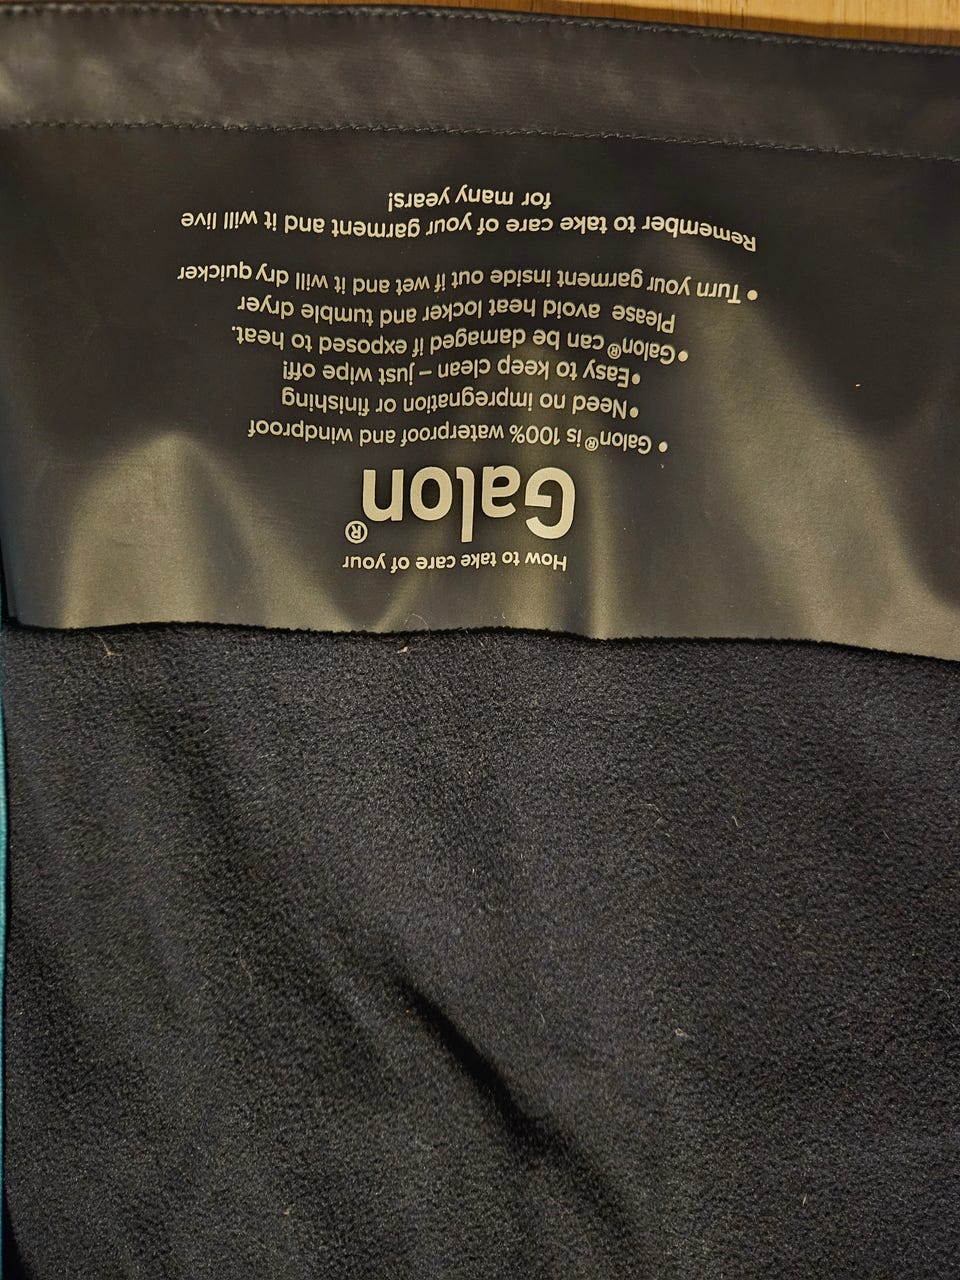 How to take care of your
Galon®
• Galon® is 100% waterproof and windproof
•Need no impregnation or finishing
•Easy to keep clean – just wipe off!
•Galon® can be damaged if exposed to heat.
Please avoid heat locker and tumble dryer
• Turn your garment inside out if wet and it will dry quicker
Remember to take care of your garment and it will live
for many years!